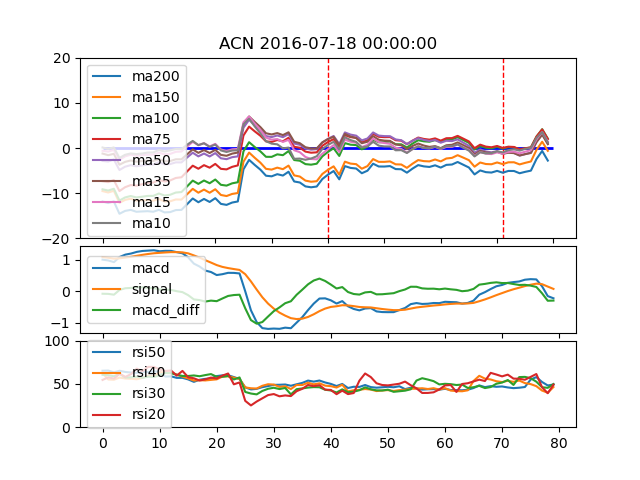 ACN 2016-07-18 00:00:00
20
10
0
−10
−20
ma200
ma150
ma100
ma75
ma50
ma35
ma15
ma10
1
0
−1
macd
signal
macd_diff
100
50
0
rsi50
rsi40
rsi30
rsi20
0 10 20 30 40 50 60 70 80